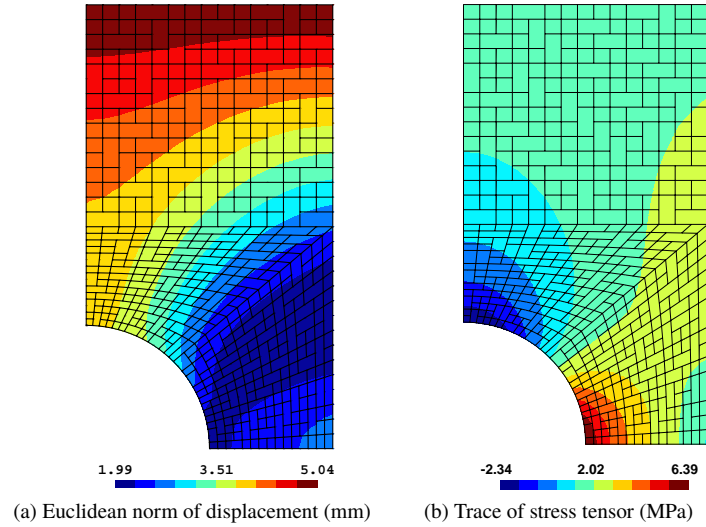 1.99 3.51 5.04
-2.34 2.02 6.39
(a) Euclidean norm of displacement (mm)
(b) Trace of stress tensor (MPa)